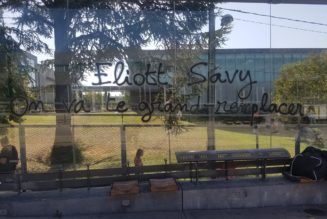 Eliott Savy
On va te grand-remplacer